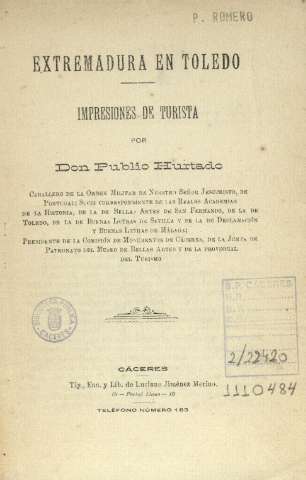 P. ROMERO
EXTREMADURA EN TOLEDO
IMPRESIONES DE TURISTA
POR
Don Publio Hurtado
CABALLERO DE LA ORDEN MILITAR DE NUESTRO SEÑOR JESUCRISTO, DE
PORTUGAL; SOCIO CORRESPONDIENTE DE LAS REALES ACADEMIAS
DE LA HISTORIA, DE LA DE BELLAS ARTES DE SAN FERNANDO, DE LA DE
TOLEDO, DE LA DE BUENAS LETRAS DE SEVILLA Y DE LA DE DECLAMACIÓN
Y BUENAS LETRAS DE MÁLAGA;
PRESIDENTE DE LA COMISIÓN DE MONUMENTOS DE CÁCERES, DE LA JUNTA DE
PATRONATO DEL MUSEO DE BELLAS ARTES Y DE LA PROVINCIAL
DEL TURISMO
B.P. CÁCERES
2/22420
1110484
CÁCERES
Tip., Enc. y Lib. de Luciano Jiménez Merino.
Portal Llano
TELÉFONO NÚMERO 183